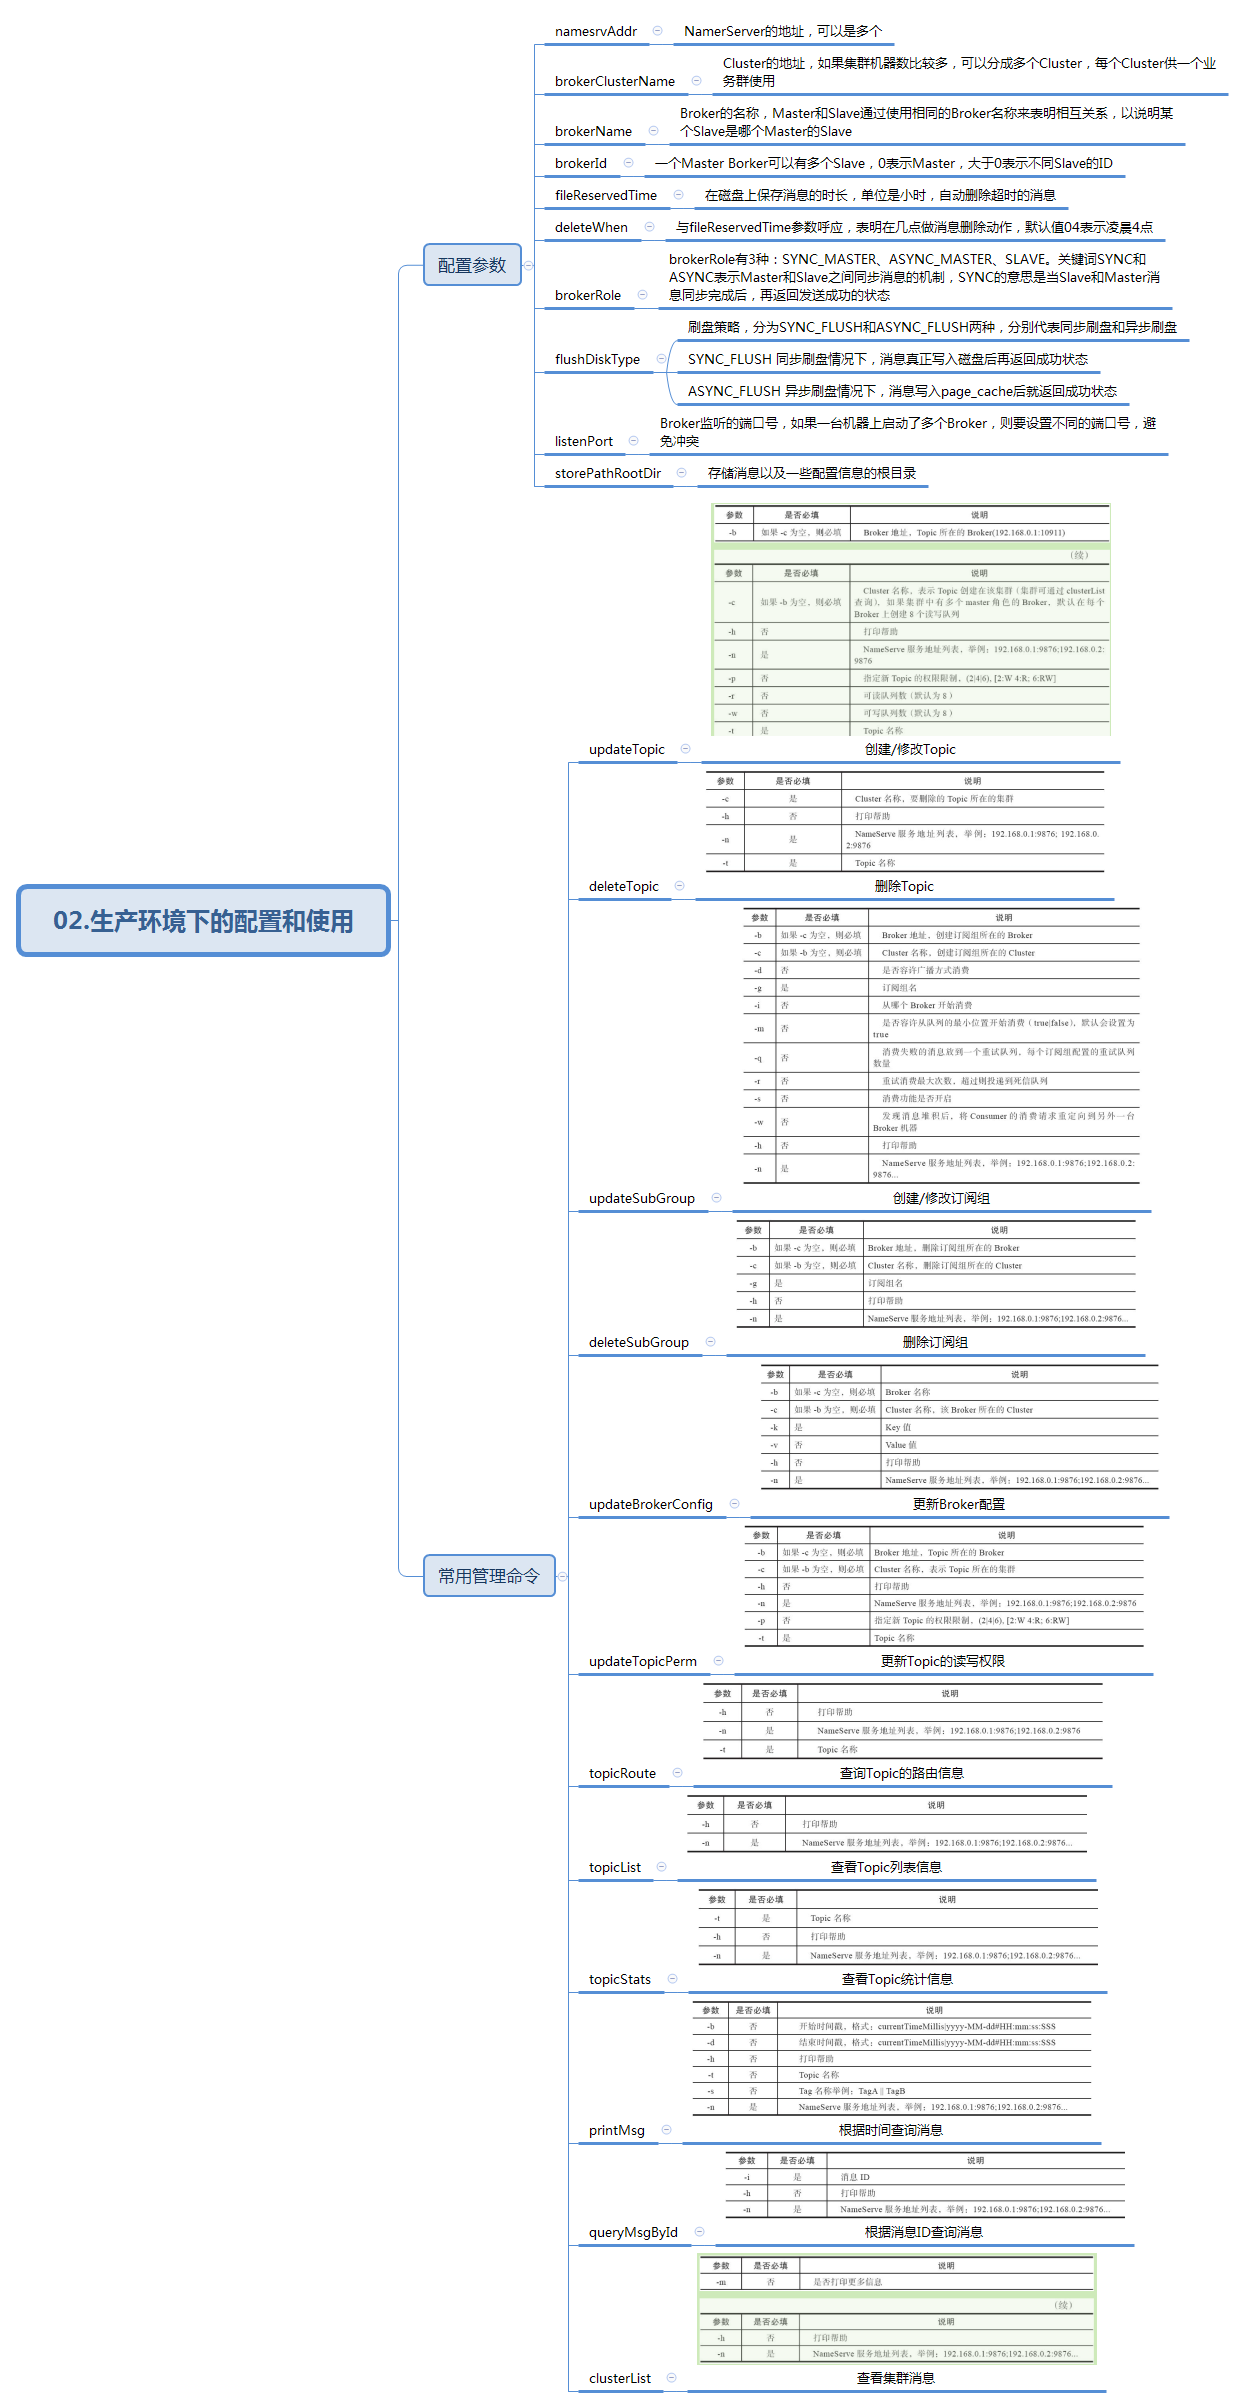 02.生产环境下的配置和使用
配置参数
namesrvAddr
NamerServer的地址，可以是多个
brokerClusterName
Cluster的地址，如果集群机器数比较多，可以分成多个Cluster，每个Cluster供一个业
务群使用
brokerName
Broker的名称，Master和Slave通过使用相同的Broker名称来表明相互关系，以说明某
个Slave是哪个Master的Slave
brokerId
一个Master Borker可以有多个Slave，0表示Master，大于0表示不同Slave的ID
fileReservedTime
在磁盘上保存消息的时长，单位是小时，自动删除超时的消息
deleteWhen
与fileReservedTime参数呼应，表明在几点做消息删除动作，默认值04表示凌晨4点
brokerRole
brokerRole有3种：SYNC_MASTER、ASYNC_MASTER、SLAVE。关键词SYNC和
ASYNC表示Master和Slave之间同步消息的机制，SYNC的意思是当Slave和Master消
息同步完成后，再返回发送成功的状态
flushDiskType
刷盘策略，分为SYNC_FLUSH和ASYNC_FLUSH两种，分别代表同步刷盘和异步刷盘
SYNC_FLUSH 同步刷盘情况下，消息真正写入磁盘后再返回成功状态
ASYNC_FLUSH 异步刷盘情况下，消息写入page_cache后就返回成功状态
listenPort
Broker监听的端口号，如果一台机器上启动了多个Broker，则要设置不同的端口号，避
免冲突
storePathRootDir
存储消息以及一些配置信息的根目录
常用管理命令
参数 是否必填 说明
-b 如果 -c 为空，则必填 Broker 地址，Topic 所在的 Broker(192.168.0.1:10911)
（续）
参数 是否必填 说明
-c 如果 -b 为空，则必填 Cluster 名称，表示 Topic 创建在该集群（集群可通过 clusterList
查询），如果集群中有多个 master 角色的 Broker，默认在每个
Broker 上创建 8 个读写队列
-h 否 打印帮助
-n 是 NameServe 服务地址列表，举例：192.168.0.1:9876;192.168.0.2:
9876
-p 否 指定新 Topic 的权限限制，(2|4|6), [2:W 4:R; 6:RW]
-r 否 可读队列数（默认为 8）
-w 否 可写队列数（默认为 8）
-t 是 Topic 名称
updateTopic
创建/修改Topic
参数 是否必填 说明
-c 是 Cluster 名称，要删除的 Topic 所在的集群
-h 否 打印帮助
-n 是 NameServe 服务地址列表，举例：192.168.0.1:9876; 192.168.0.
2:9876
-t 是 Topic 名称
deleteTopic
删除Topic
参数 是否必填 说明
-b 如果 -c 为空，则必填 Broker 地址，创建订阅组所在的 Broker
-c 如果 -b 为空，则必填 Cluster 名称，创建订阅组所在的 Cluster
-d 否 是否容许广播方式消费
-g 是 订阅组名
-i 否 从哪个 Broker 开始消费
-m 否 是否容许从队列的最小位置开始消费（ true|false），默认会设置为
true
-q 否 消费失败的消息放到一个重试队列，每个订阅组配置的重试队列
数量
-r 否 重试消费最大次数，超过则投递到死信队列
-s 否 消费功能是否开启
-w 否 发现消息堆积后，将 Consumer 的消费请求重定向到另外一台
Broker 机器
-h 否 打印帮助
-n 是 NameServe 服务地址列表，举例：192.168.0.1:9876;192.168.0.2:
9876...
updateSubGroup
创建/修改订阅组
参数 是否必填 说明
-b 如果 -c 为空，则必填 Broker 地址，删除订阅组所在的 Broker
-c 如果 -b 为空，则必填 Cluster 名称，删除订阅组所在的 Cluster
-g 是 订阅组名
-h 否 打印帮助
-n 是 NameServe 服务地址列表，举例：192.168.0.1:9876;192.168.0.2:9876...
deleteSubGroup
删除订阅组
参数 是否必填 说明
-b 如果 -c 为空，则必填 Broker 名称
-c 如果 -b 为空，则必填 Cluster 名称，该 Broker 所在的 Cluster
-k 是 Key 值
-v 否 Value 值
-h 否 打印帮助
-n 是 NameServe 服务地址列表，举例：192.168.0.1:9876;192.168.0.2:9876...
updateBrokerConfig
更新Broker配置
参数 是否必填 说明
-b 如果 -c 为空，则必填 Broker 地址，Topic 所在的 Broker
-c 如果 -b 为空，则必填 Cluster 名称，表示 Topic 所在的集群
-h 否 打印帮助
-n 是 NameServe 服务地址列表，举例：192.168.0.1:9876;192.168.0.2:9876
-p 否 指定新 Topic 的权限限制，(2|4|6), [2:W 4:R; 6:RW]
-t 是 Topic 名称
updateTopicPerm
更新Topic的读写权限
参数 是否必填 说明
-h 否 打印帮助
-n 是 NameServe 服务地址列表，举例：192.168.0.1:9876;192.168.0.2:9876
-t 是 Topic 名称
topicRoute
查询Topic的路由信息
参数 是否必填 说明
-h 否 打印帮助
-n 是 NameServe 服务地址列表，举例：192.168.0.1:9876;192.168.0.2:9876...
topicList
查看Topic列表信息
参数 是否必填 说明
-t 是 Topic 名称
-h 否 打印帮助
-n 是 NameServe 服务地址列表，举例：192.168.0.1:9876;192.168.0.2:9876...
topicStats
查看Topic统计信息
参数 是否必填 说明
-b 否 开始时间戳，格式：currentTimeMillis|yyyy-MM-dd#HH:mm:ss:SSS
-d 否 结束时间戳，格式：currentTimeMillis|yyyy-MM-dd#HH:mm:ss:SSS
-h 否 打印帮助
-t 否 Topic 名称
-s 否 Tag 名称举例：TagA || TagB
-n 是 NameServe 服务地址列表，举例：192.168.0.1:9876;192.168.0.2:9876...
printMsg
根据时间查询消息
参数 是否必填 说明
-i 是 消息 ID
-h 否 打印帮助
-n 是 NameServe 服务地址列表，举例：192.168.0.1:9876;192.168.0.2:9876...
queryMsgById
根据消息ID查询消息
参数 是否必填 说明
-m 否 是否打印更多信息
（续）
参数 是否必填 说明
-h 否 打印帮助
-n 是 NameServe 服务地址列表，举例：192.168.0.1:9876;192.168.0.2:9876...
clusterList
查看集群消息